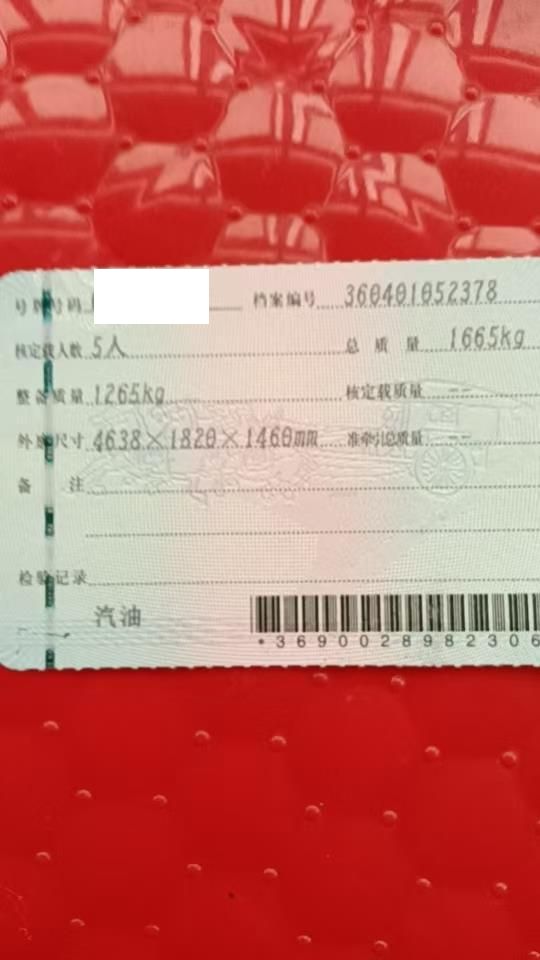 号牌号码 档案编号 360401052378
核定载人数 5人 总质量 1665kg
整备质量 1265kg 核定载质量 --
外廓尺寸 4638×1820×1460mm 准牵引总质量 --
备注
检验记录
汽油
*3690028982306